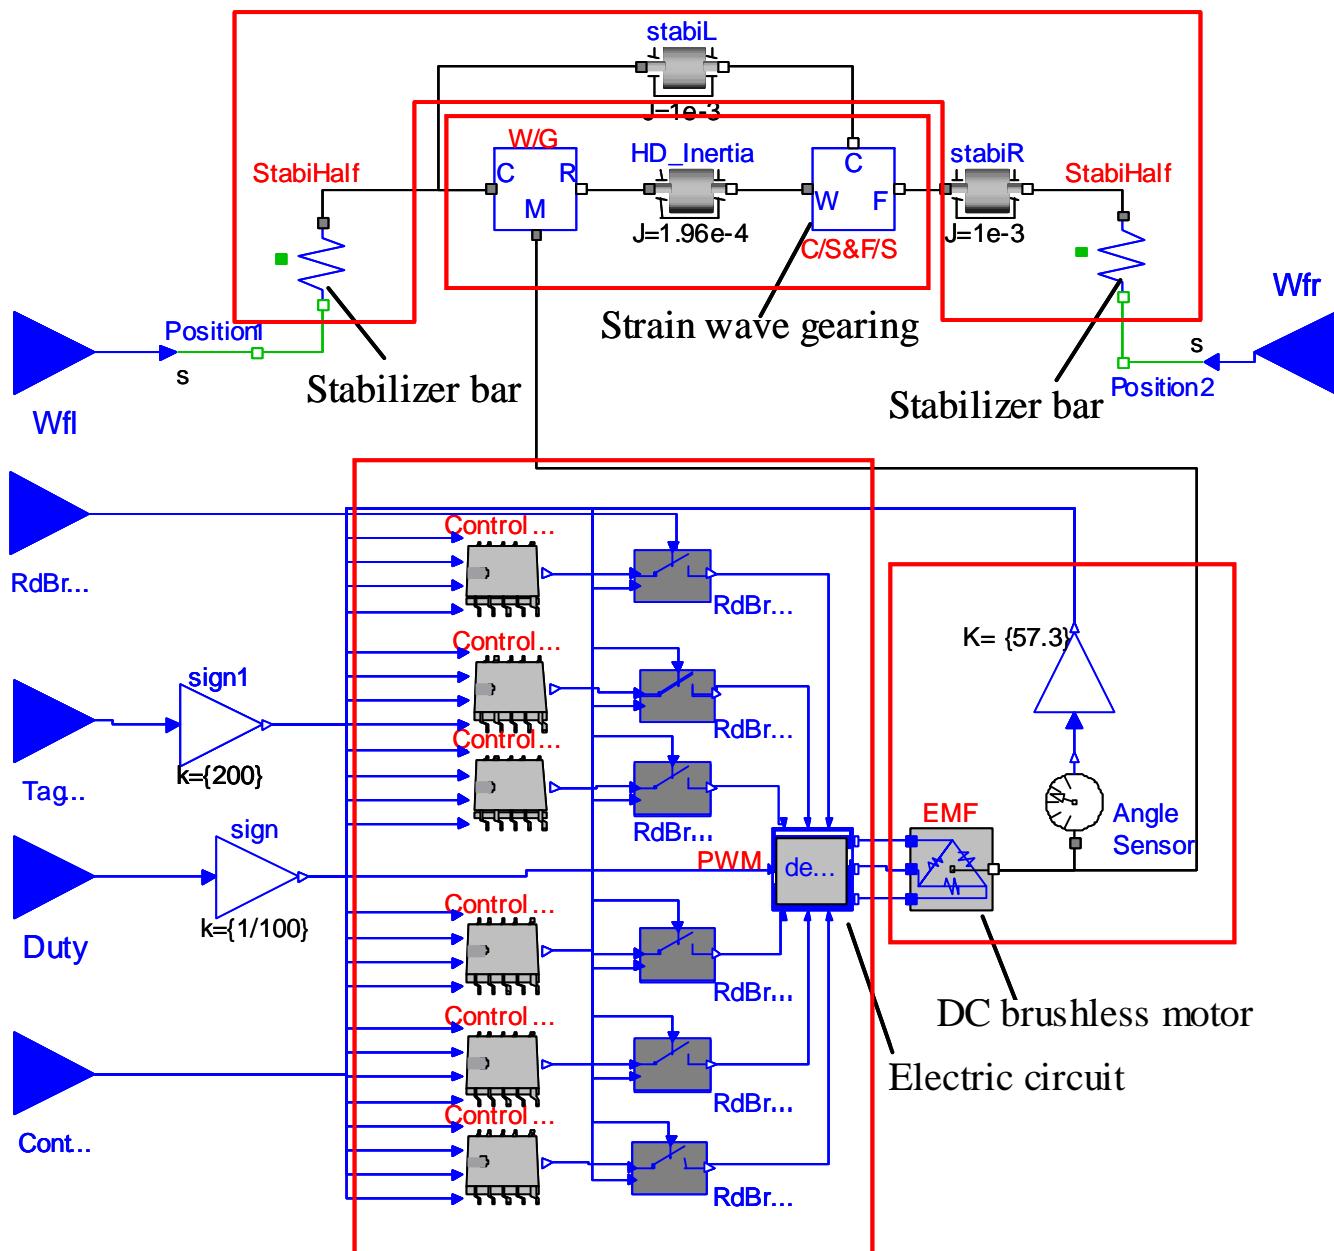 stabiL
J=1e-3
W/G
HD_Inertia
C
stabiR
StabiHalf
StabiHalf
C
R
W
F
M
J=1.96e-4
C/S&F/S
J=1e-3
Wfr
Strain wave gearing
Position1
s
s
Position2
Stabilizer bar
Stabilizer bar
Wfl
Control...
RdBr...
RdBr...
Control...
K= {57.3}
sign1
RdBr...
Control...
k={200}
Tag...
RdBr...
EMF
Angle
Sensor
sign
PWM
de...
Control...
k={1/100}
Duty
RdBr...
DC brushless motor
Control...
Electric circuit
RdBr...
Control...
Cont...
RdBr...